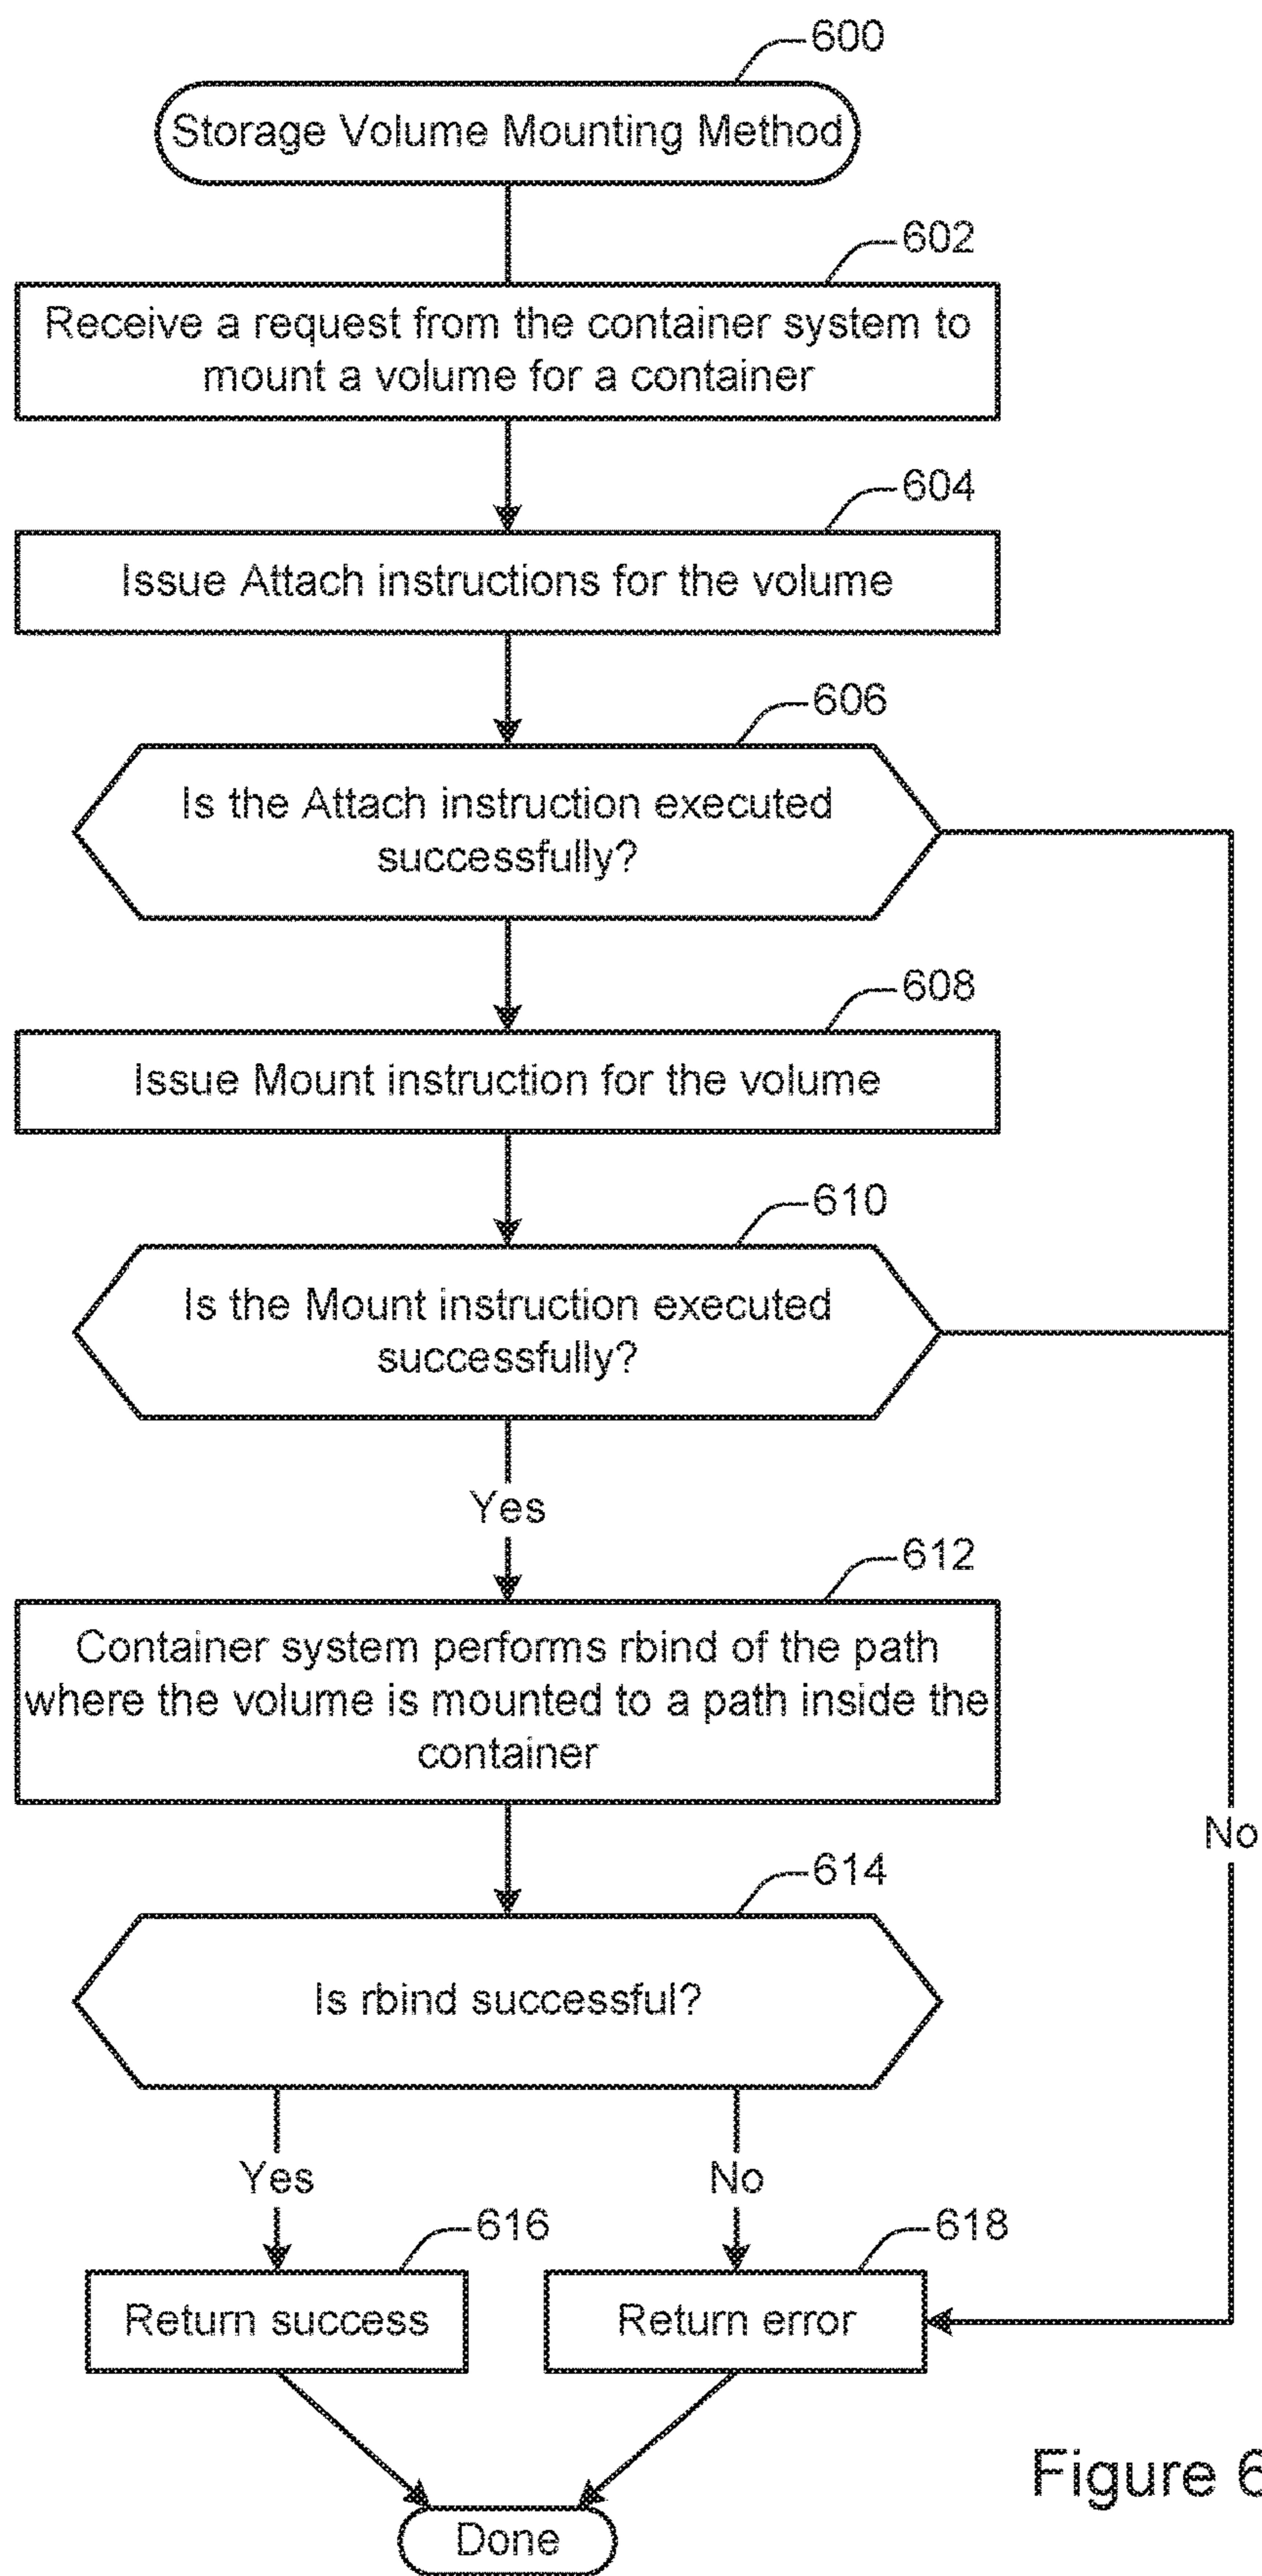 600
Storage Volume Mounting Method
602
Receive a request from the container system to
mount a volume for a container
604
Issue Attach instructions for the volume
606
Is the Attach instruction executed
successfully?
608
Issue Mount instruction for the volume
610
Is the Mount instruction executed
successfully?
Yes
612
Container system performs rbind of the path
where the volume is mounted to a path inside the
container
No
614
Is rbind successful?
Yes
No
616
618
Return success
Return error
Figure 6
Done